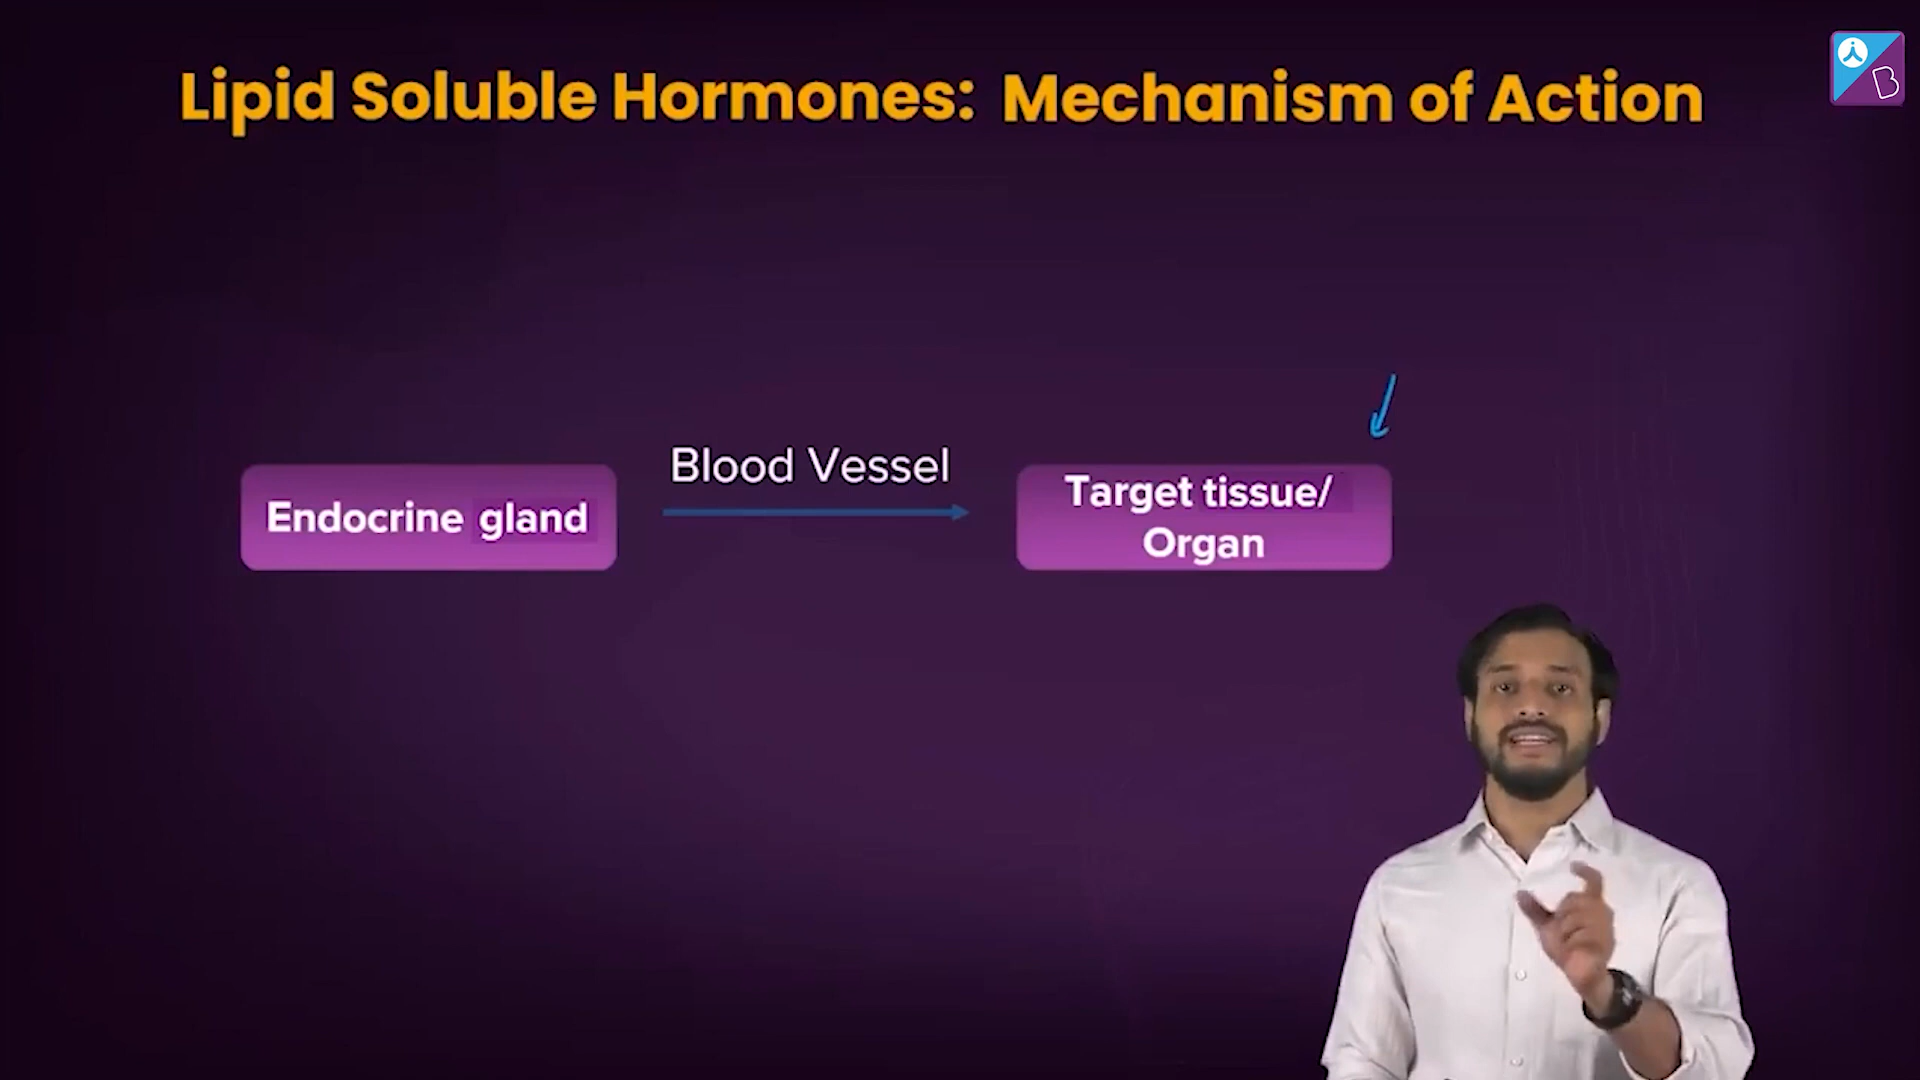 Lipid Soluble Hormones: Mechanism of Action
Blood Vessel
Endocrine gland
Target tissue/
Organ
B